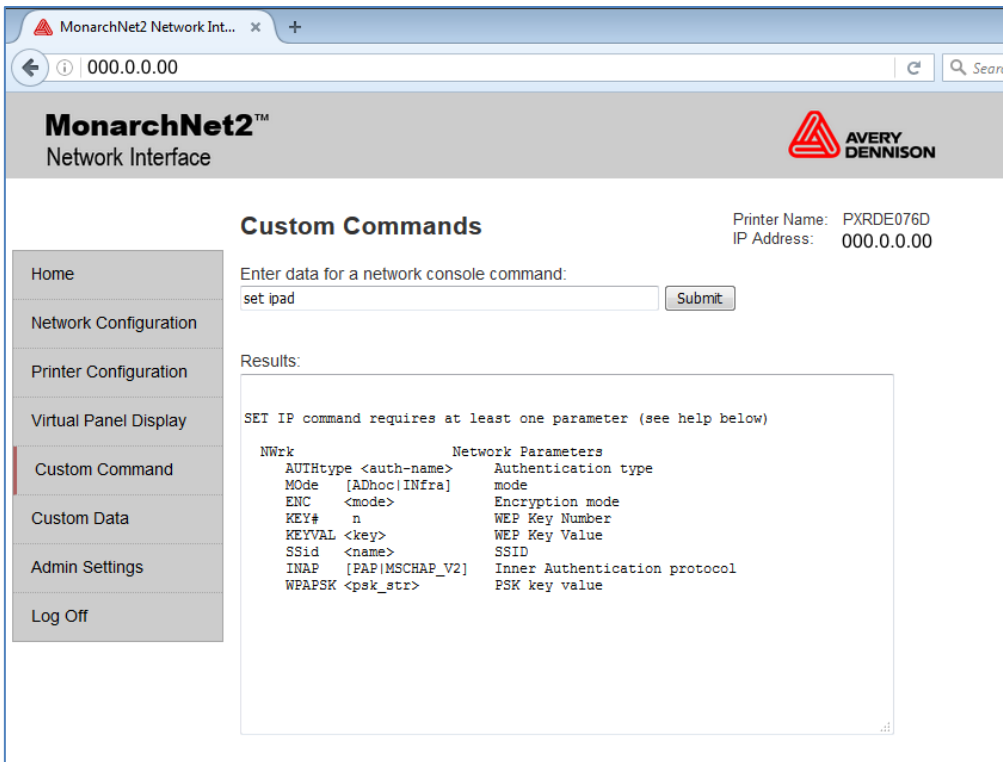 MonarchNet2 Network Int...
000.0.0.00
Sear
MonarchNet2™
Network Interface
AVERY
DENNISON
Custom Commands
Printer Name: PXRDE076D
IP Address: 000.0.0.00
Home
Network Configuration
Printer Configuration
Virtual Panel Display
Custom Command
Custom Data
Admin Settings
Log Off
Enter data for a network console command:
set ipad
Submit
Results:
SET IP command requires at least one parameter (see help below)
NWrk Network Parameters
AUTHtype <auth-name> Authentication type
MOde [ADhoc|INfra] mode
ENC <mode> Encryption mode
KEY# n WEP Key Number
KEYVAL <key> WEP Key Value
SSid <name> SSID
INAP [PAP|MSCHAP_V2] Inner Authentication protocol
WPAPSK <psk_str> PSK key value